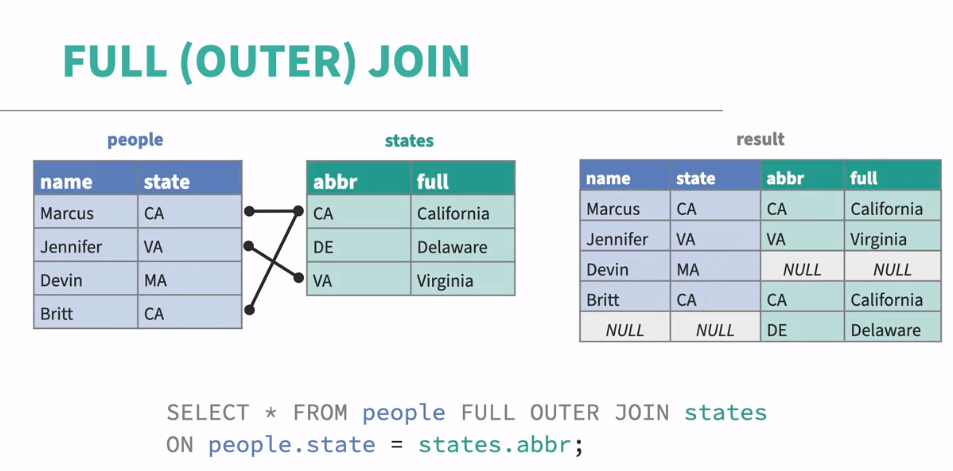 FULL (OUTER) JOIN
people
name state
Marcus CA
Jennifer VA
Devin MA
Britt CA
states
abbr full
CA California
DE Delaware
VA Virginia
result
name state abbr full
Marcus CA CA California
Jennifer VA VA Virginia
Devin MA NULL NULL
Britt CA CA California
NULL NULL DE Delaware
SELECT * FROM people FULL OUTER JOIN states
ON people.state = states.abbr;